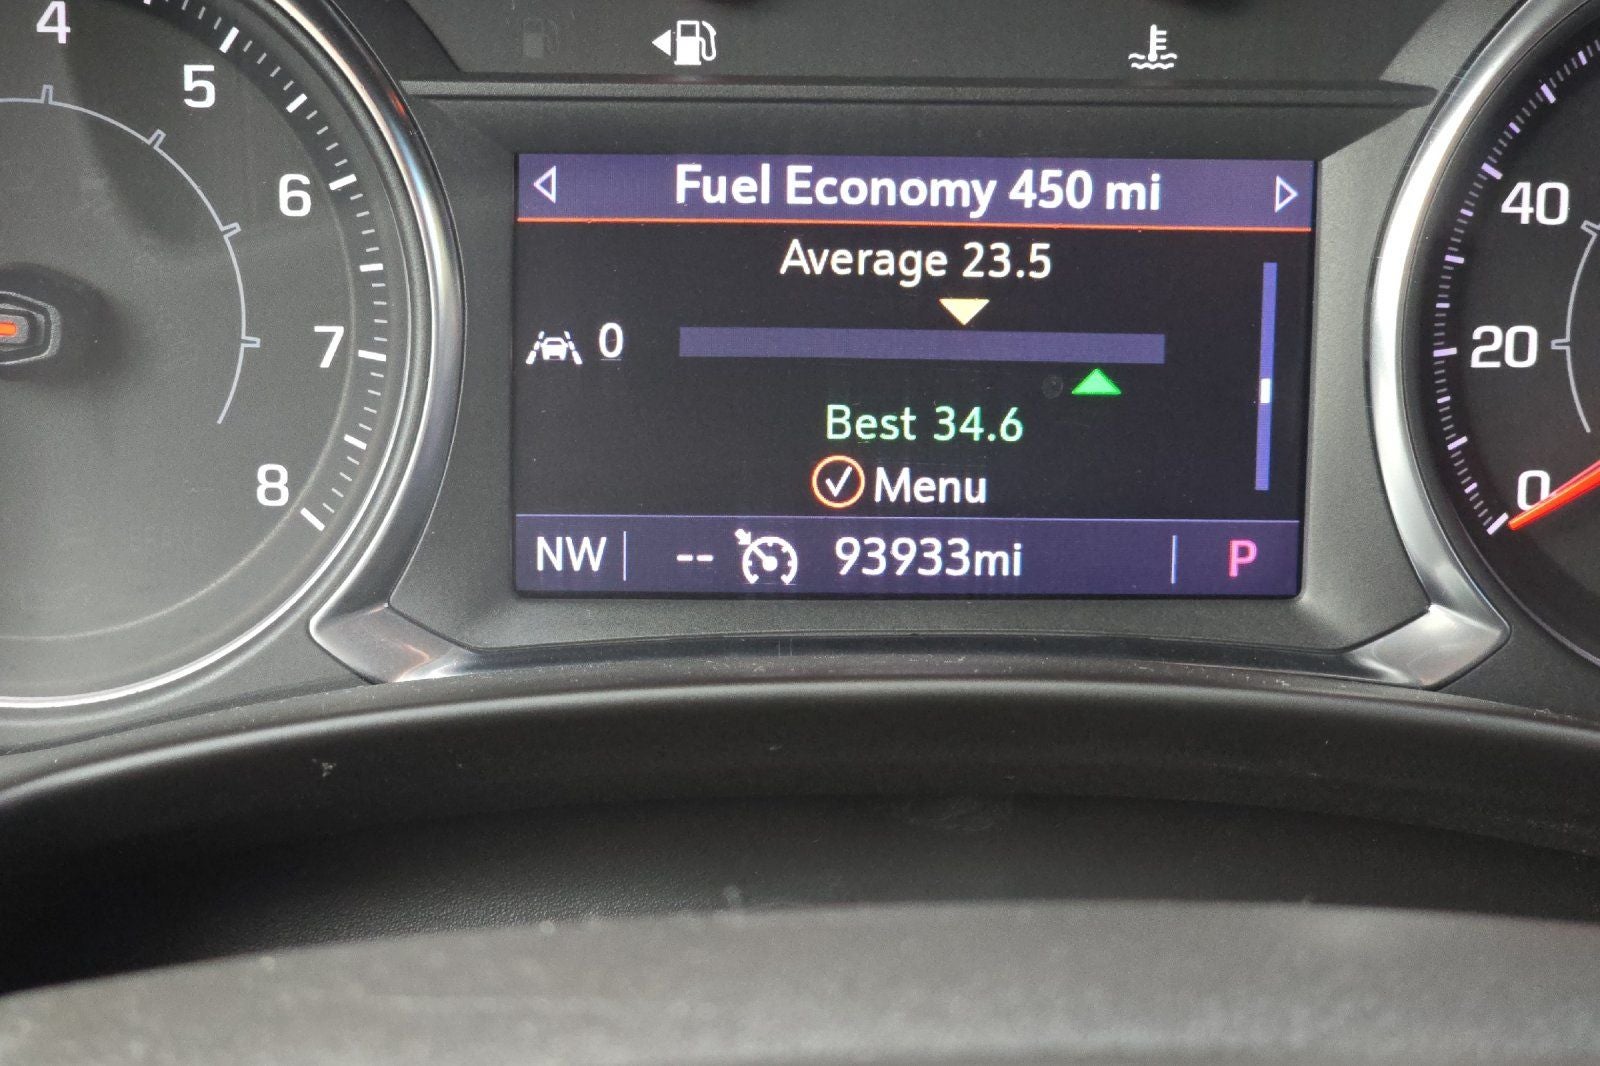 4
5
6
7
8
Fuel Economy 450 mi
Average 23.5
0
Best 34.6
Menu
NW -- 93933mi P
40
20
0